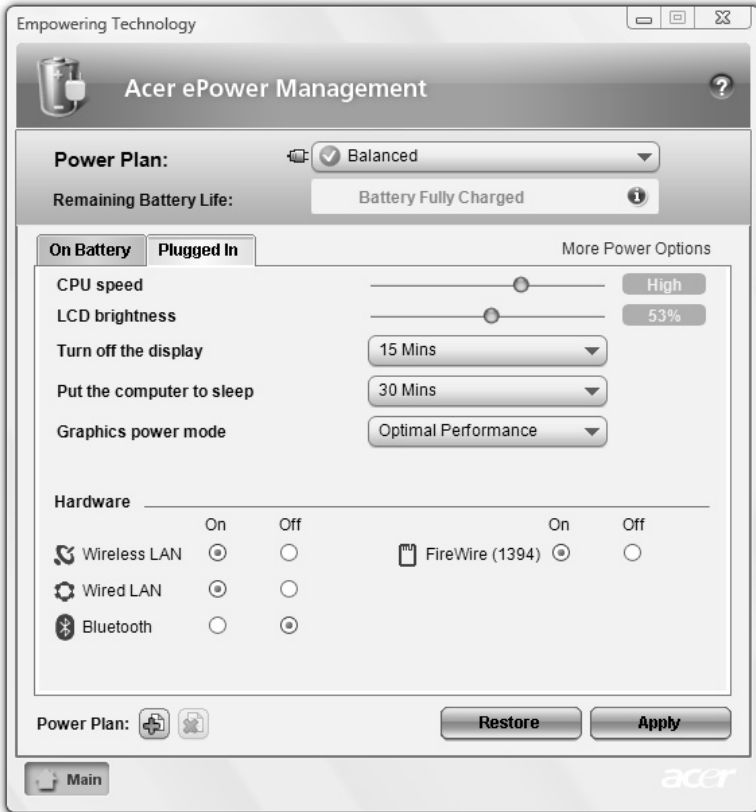 Empowering Technology
Acer ePower Management
?
Power Plan: Balanced
Remaining Battery Life: Battery Fully Charged i
On Battery Plugged In More Power Options
CPU speed High
LCD brightness 53%
Turn off the display 15 Mins
Put the computer to sleep 30 Mins
Graphics power mode Optimal Performance
Hardware
On Off On Off
Wireless LAN FireWire (1394)
Wired LAN
Bluetooth
Power Plan: Restore Apply
Main acer